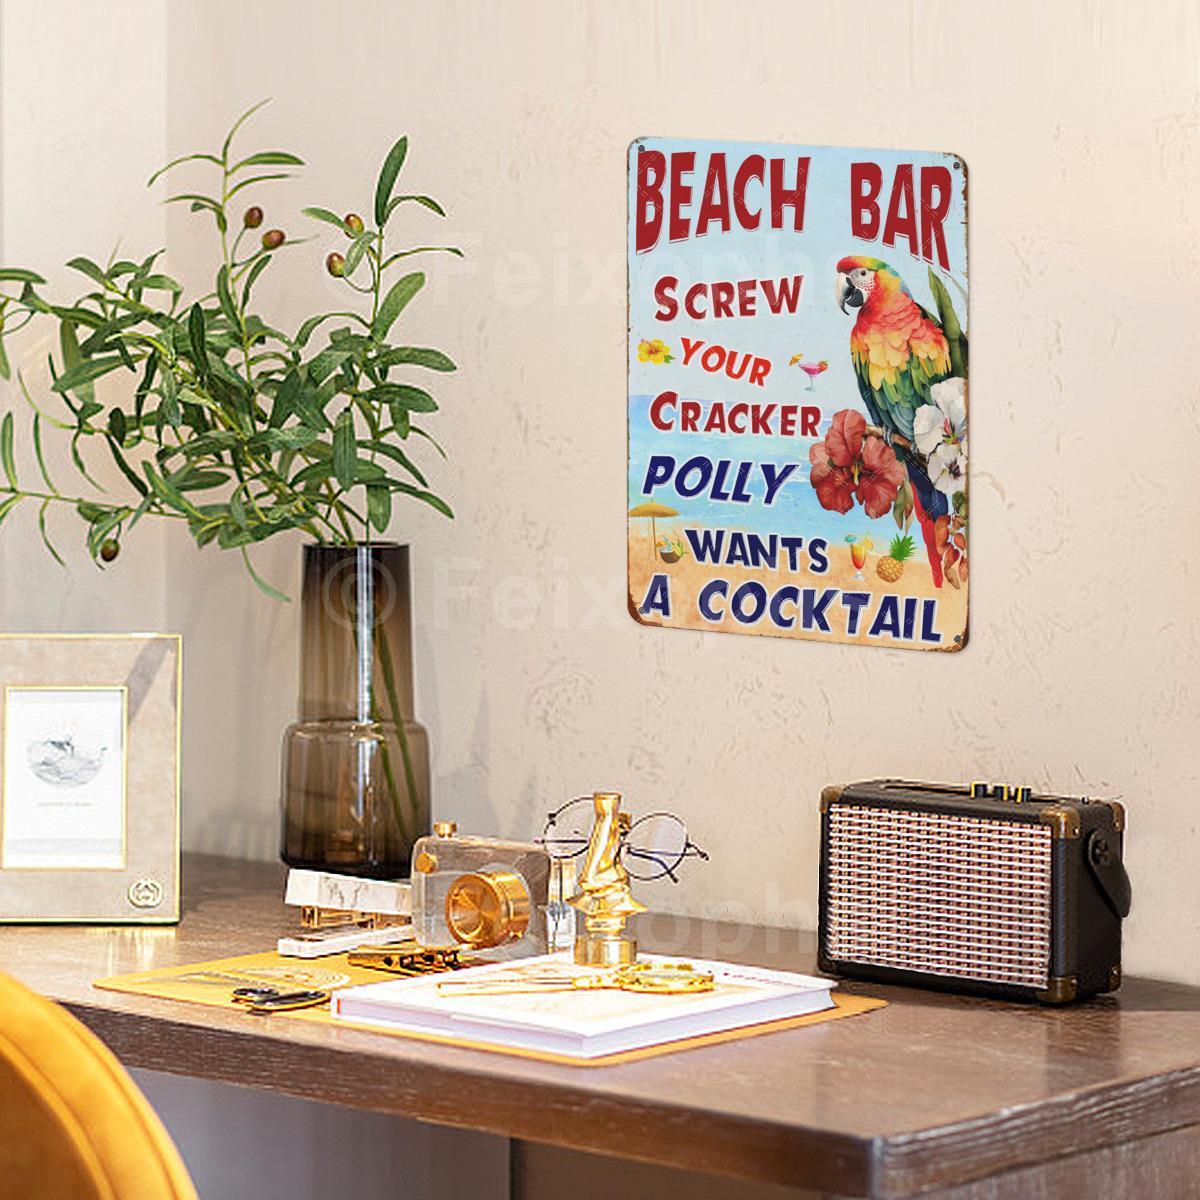 BEACH BAR
SCREW
YOUR
CRACKER
POLLY
WANTS
A COCKTAIL